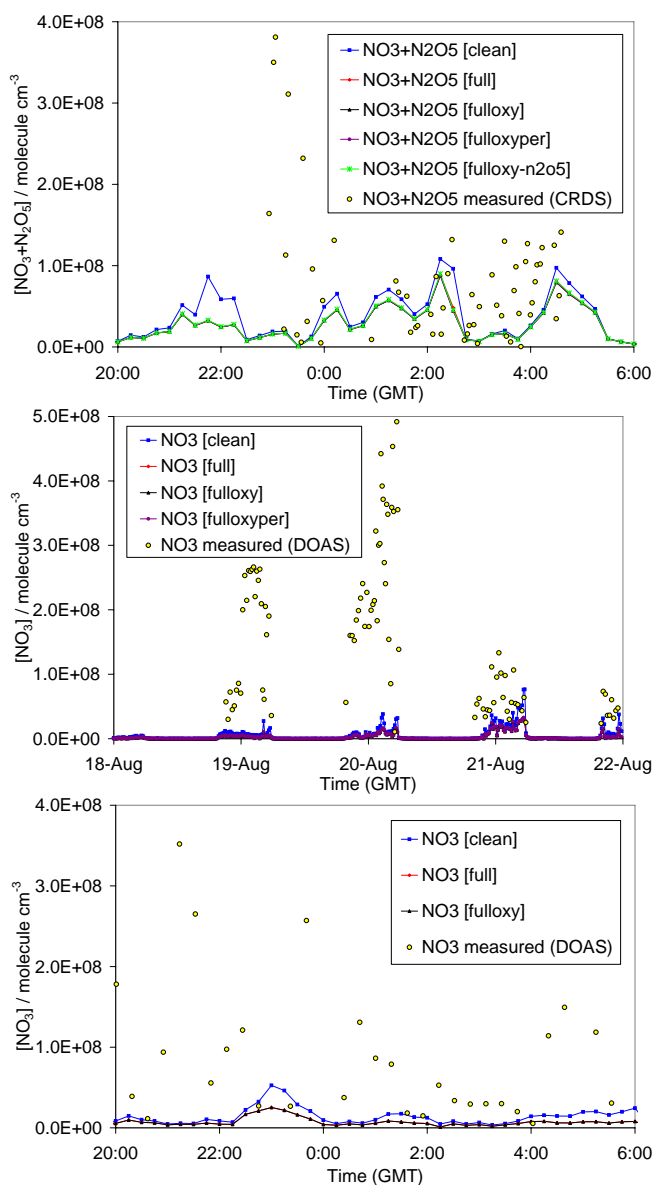 4.0E+08
3.0E+08
2.0E+08
1.0E+08
0.0E+00
[NO3+N2O5] / molecule cm-3
NO3+N2O5 [clean]
NO3+N2O5 [full]
NO3+N2O5 [fulloxy]
NO3+N2O5 [fulloxyper]
NO3+N2O5 [fulloxy-n2o5]
NO3+N2O5 measured (CRDS)
20:00 22:00 0:00 2:00 4:00 6:00
Time (GMT)
5.0E+08
4.0E+08
3.0E+08
2.0E+08
1.0E+08
0.0E+00
[NO3] / molecule cm-3
NO3 [clean]
NO3 [full]
NO3 [fulloxy]
NO3 [fulloxyper]
NO3 measured (DOAS)
18-Aug 19-Aug 20-Aug 21-Aug 22-Aug
Time (GMT)
4.0E+08
3.0E+08
2.0E+08
1.0E+08
0.0E+00
[NO3] / molecule cm-3
NO3 [clean]
NO3 [full]
NO3 [fulloxy]
NO3 measured (DOAS)
20:00 22:00 0:00 2:00 4:00 6:00
Time (GMT)